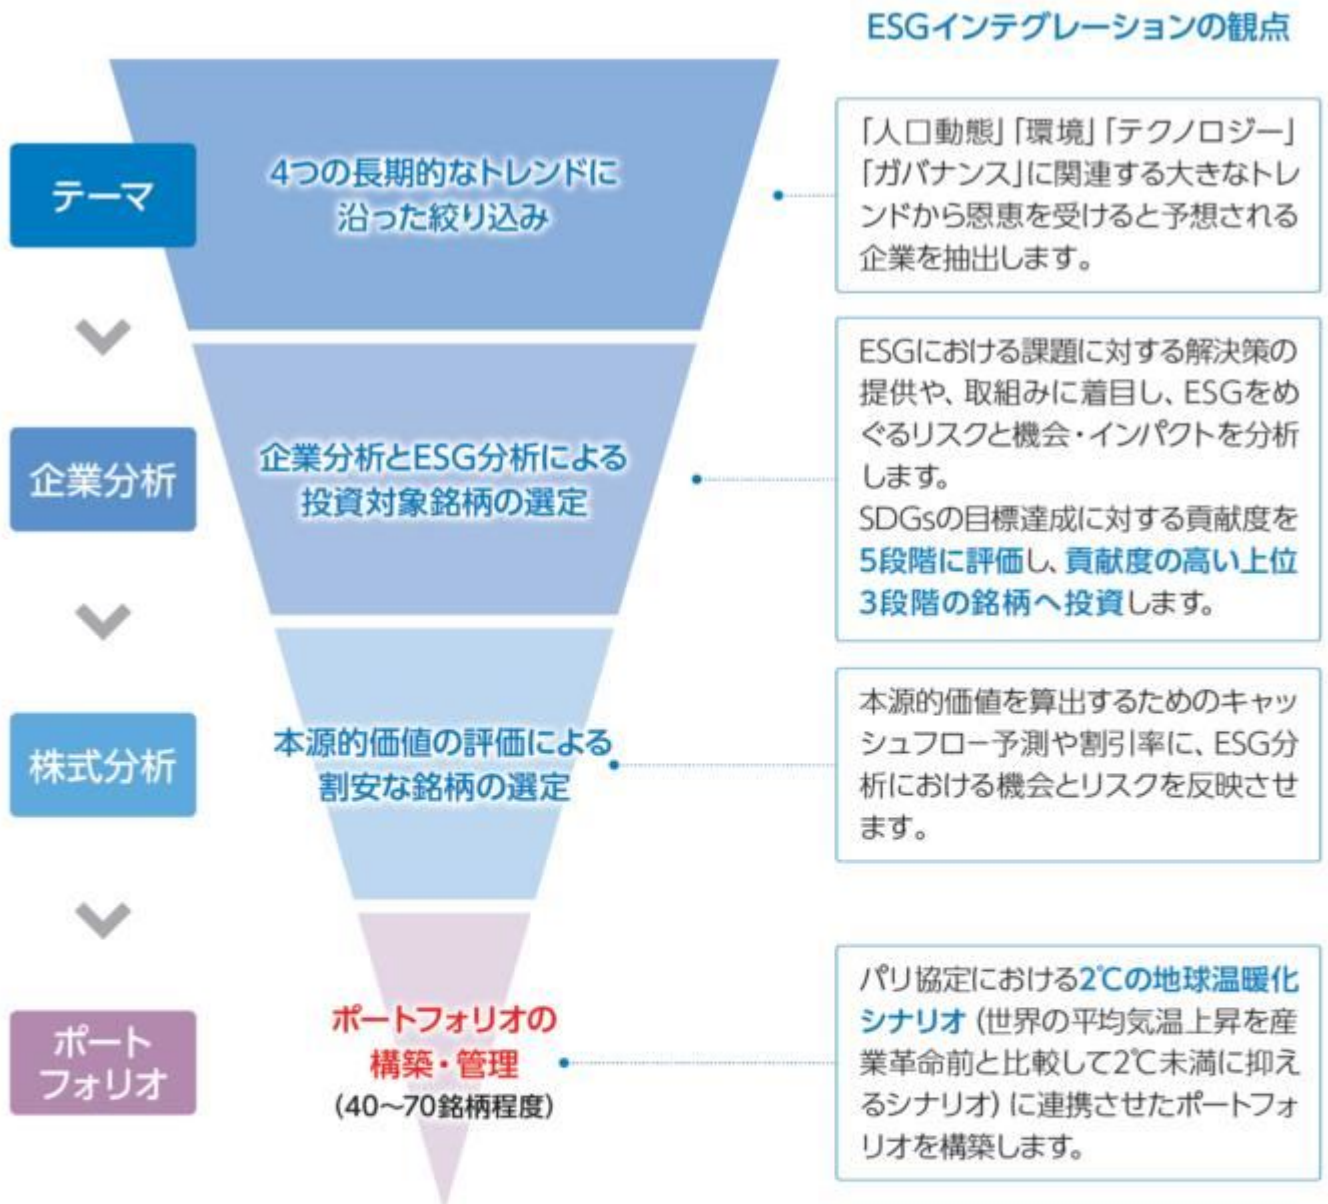 ESGインテグレーションの観点
テーマ
4つの長期的なトレンドに
沿った絞り込み
「人口動態」「環境」「テクノロジー」
「ガバナンス」に関連する大きなトレ
ンドから恩恵を受けると予想される
企業を抽出します。
企業分析
企業分析とESG分析による
投資対象銘柄の選定
ESGにおける課題に対する解決策の
提供や、取組みに着目し、ESGをめ
ぐるリスクと機会・インパクトを分析
します。
SDGsの目標達成に対する貢献度を
5段階に評価し、貢献度の高い上位
3段階の銘柄へ投資します。
株式分析
本源的価値の評価による
割安な銘柄の選定
本源的価値を算出するためのキャッ
シュフロー予測や割引率に、ESG分
析における機会とリスクを反映させ
ます。
ポート
フォリオ
ポートフォリオの
構築・管理
(40～70銘柄程度)
パリ協定における2℃の地球温暖化
シナリオ (世界の平均気温上昇を産
業革命前と比較して2℃未満に抑え
るシナリオ) に連携させたポートフォ
リオを構築します。